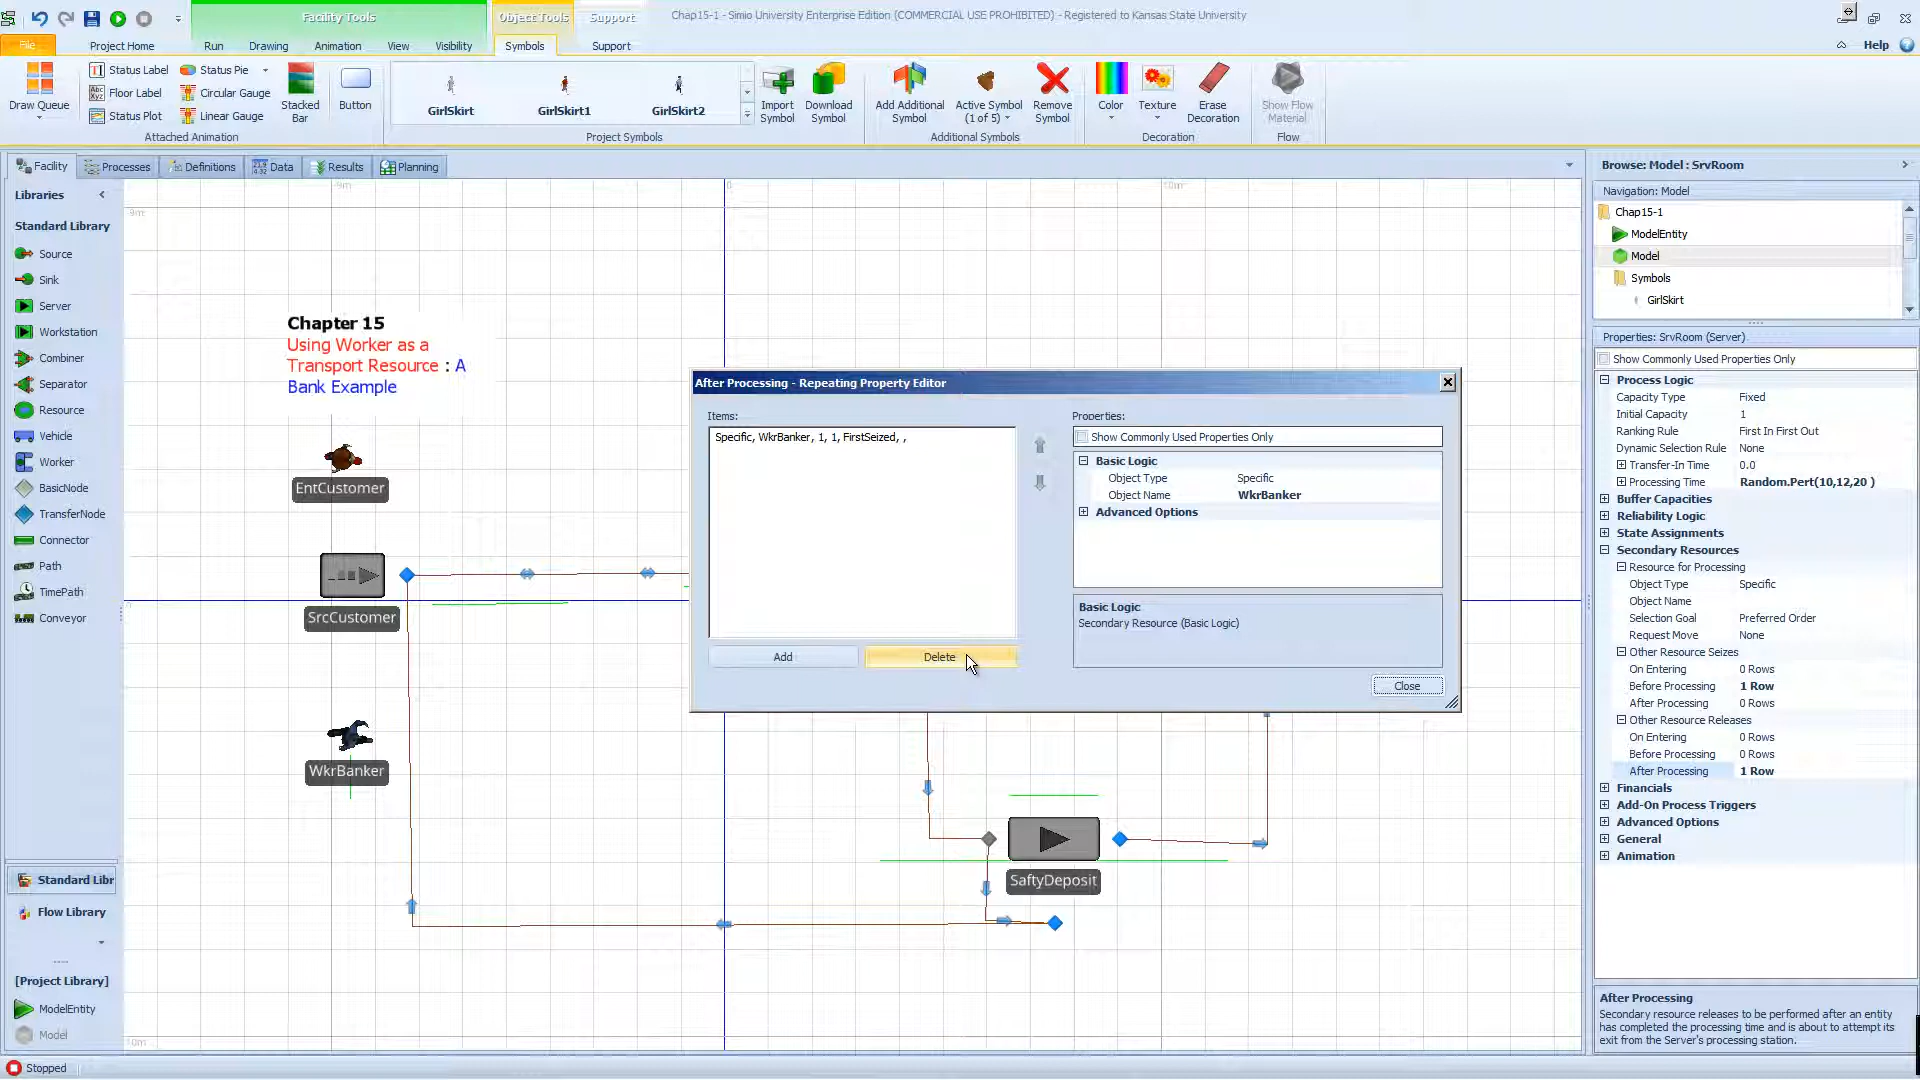 Facility Tools
Object Tools
Support
Chap15-1 - Simio University Enterprise Edition (COMMERCIAL USE PROHIBITED) - Registered to Kansas State University
File
Project Home
Run
Drawing
Animation
View
Visibility
Symbols
Support
Help
Draw Queue
Status Label
Floor Label
Status Plot
Status Pie
Circular Gauge
Linear Gauge
Stacked Bar
Button
Attached Animation
GirlSkirt
GirlSkirt1
GirlSkirt2
Project Symbols
Import Symbol
Download Symbol
Add Additional Symbol
Active Symbol (1 of 5)
Remove Symbol
Additional Symbols
Color
Texture
Erase Decoration
Decoration
Show Flow Material
Flow
Facility
Processes
Definitions
Data
Results
Planning
Libraries
Standard Library
Source
Sink
Server
Workstation
Combiner
Separator
Resource
Vehicle
Worker
BasicNode
TransferNode
Connector
Path
TimePath
Conveyor
Standard Libr
Flow Library
[Project Library]
ModelEntity
Model
Stopped
Chapter 15
Using Worker as a
Transport Resource : A
Bank Example
EntCustomer
SrcCustomer
WkrBanker
SaftyDeposit
After Processing - Repeating Property Editor
Items:
Specific, WkrBanker, 1, 1, FirstSeized, ,
Add
Delete
Properties:
Show Commonly Used Properties Only
Basic Logic
Object Type Specific
Object Name WkrBanker
Advanced Options
Basic Logic
Secondary Resource (Basic Logic)
Close
Browse: Model : SrvRoom
Navigation: Model
Chap15-1
ModelEntity
Model
Symbols
GirlSkirt
Properties: SrvRoom (Server)
Show Commonly Used Properties Only
Process Logic
Capacity Type Fixed
Initial Capacity 1
Ranking Rule First In First Out
Dynamic Selection Rule None
Transfer-In Time 0.0
Processing Time Random.Pert(10,12,20 )
Buffer Capacities
Reliability Logic
State Assignments
Secondary Resources
Resource for Processing
Object Type Specific
Object Name
Selection Goal Preferred Order
Request Move None
Other Resource Seizes
On Entering 0 Rows
Before Processing 1 Row
After Processing 0 Rows
Other Resource Releases
On Entering 0 Rows
Before Processing 0 Rows
After Processing 1 Row
Financials
Add-On Process Triggers
Advanced Options
General
Animation
After Processing
Secondary resource releases to be performed after an entity
has completed the processing time and is about to attempt its
exit from the Server's processing station.